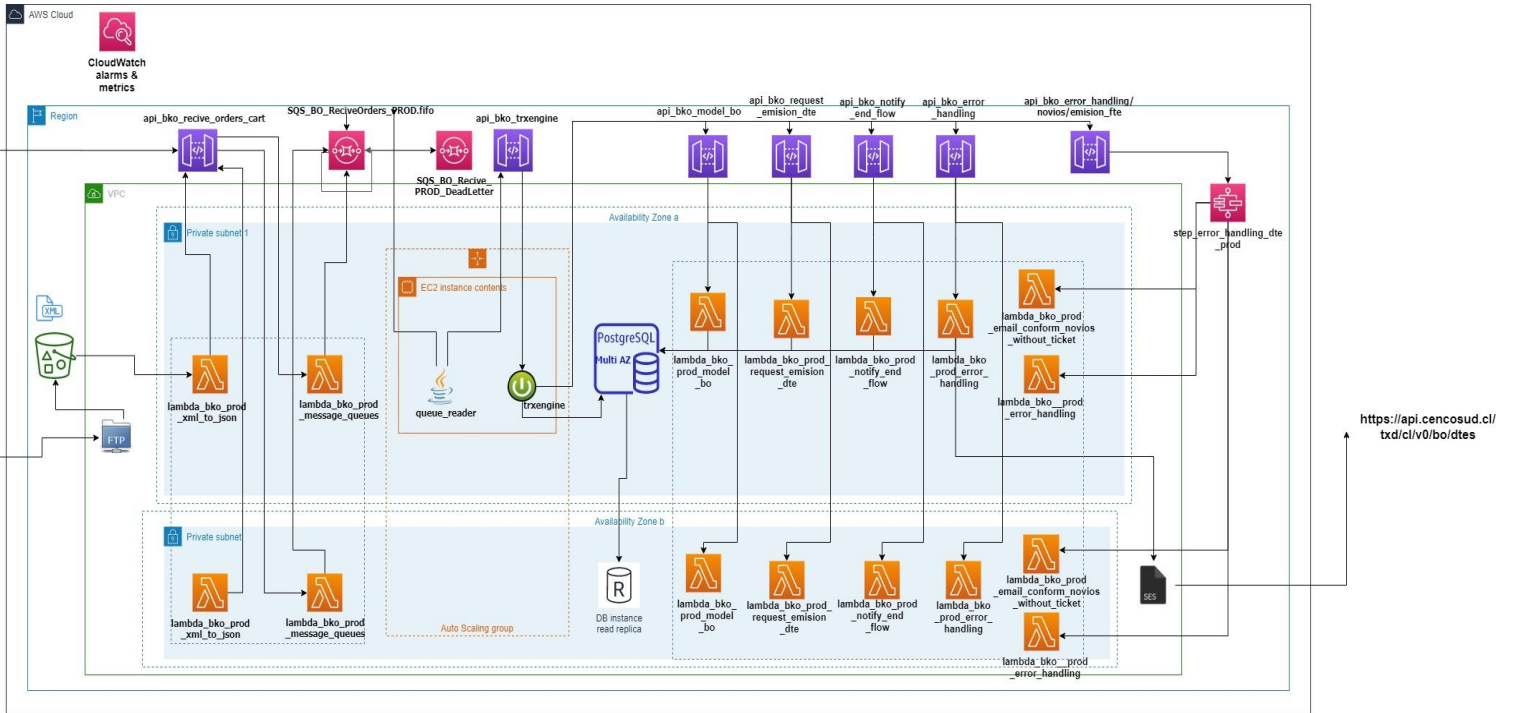 AWS Cloud
CloudWatch
alarms &
metrics
Region
api_bko_recive_orders_cart
SQS_BO_ReciveOrders_PROD.fifo
SQS_BO_Recive_
PROD_DeadLetter
api_bko_trxengine
api_bko_model_bo
api_bko_request
_emision_dte
api_bko_notify
_end_flow
api_bko_error
_handling
api_bko_error_handling/
novios/emision_fte
VPC
Availability Zone a
Private subnet 1
step_error_handling_dte
_prod
EC2 instance contents
XML
PostgreSQL
Multi AZ
lambda_bko_prod
_email_conform_novios
_without_ticket
lambda_bko_prod
_xml_to_json
lambda_bko_prod
_message_queues
queue_reader
trxengine
lambda_bko_
prod_model
_bo
lambda_bko_prod_
request_emision_
dte
lambda_bko_prod
_notify_end
_flow
lambda_bko
_prod_error_
handling
lambda_bko__prod
_error_handling
FTP
https://api.cencosud.cl/
txd/cl/v0/bo/dtes
Availability Zone b
Private subnet
lambda_bko_prod
_xml_to_json
lambda_bko_prod
_message_queues
Auto Scaling group
R
DB instance
read replica
lambda_bko_
prod_model
_bo
lambda_bko_prod_
request_emision
_dte
lambda_bko_prod
_notify_end
_flow
lambda_bko
_prod_error_
handling
lambda_bko_prod
_email_conform_novios
_without_ticket
lambda_bko__prod
_error_handling
SES